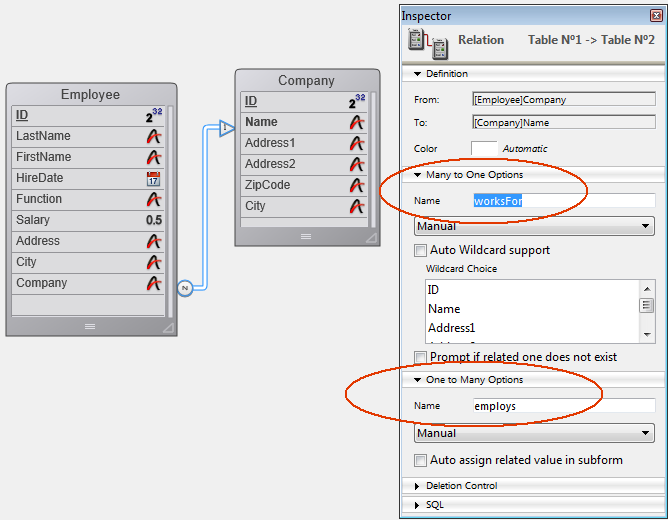 Employee
ID 2 32
LastName
FirstName
HireDate 17
Function
Salary 0.5
Address
City
Company
N
1
Company
ID 2 32
Name
Address1
Address2
ZipCode
City
Inspector
Relation Table Nº1 -> Table Nº2
Definition
From: [Employee]Company
To: [Company]Name
Color Automatic
Many to One Options
Name worksFor
Manual
Auto Wildcard support
Wildcard Choice
ID
Name
Address1
Prompt if related one does not exist
One to Many Options
Name employs
Manual
Auto assign related value in subform
Deletion Control
SQL